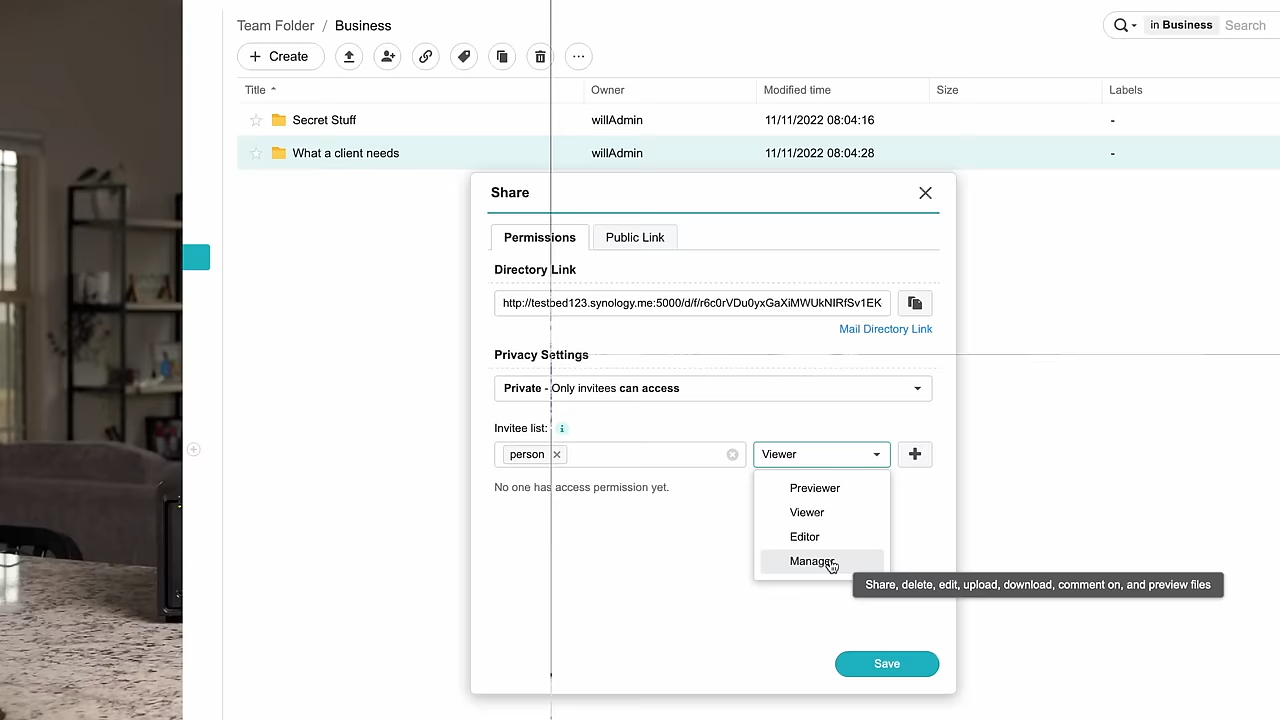 Team Folder / Business
in Business Search
+ Create
Title Owner Modified time Size Labels
Secret Stuff willAdmin 11/11/2022 08:04:16 -
What a client needs willAdmin 11/11/2022 08:04:28 -
Share
Permissions Public Link
Directory Link
http://testbed123.synology.me:5000/d/f/r6c0rVDu0yxGaXiMWUkNIRfSv1EK
Mail Directory Link
Privacy Settings
Private - Only invitees can access
Invitee list:
person Viewer
No one has access permission yet.
Previewer
Viewer
Editor
Manager
Share, delete, edit, upload, download, comment on, and preview files
Save